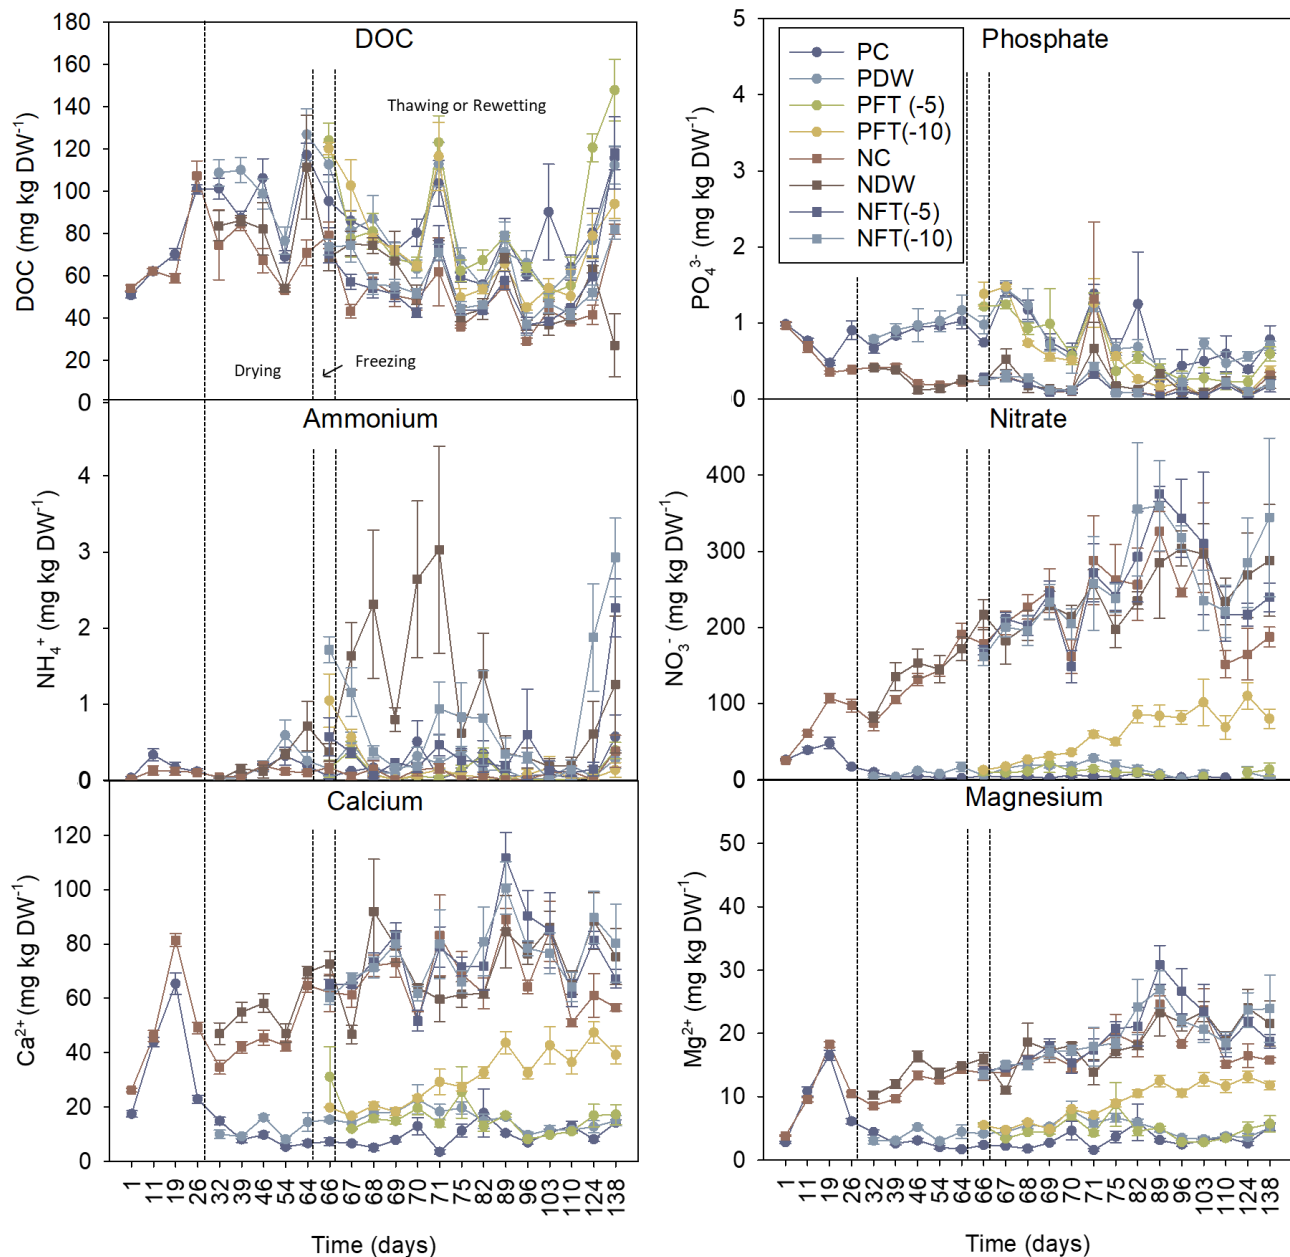 DOC
DOC (mg kg DW-1)
180
160
140
120
100
80
60
40
20
0
Thawing or Rewetting
Drying
Freezing
Phosphate
PO4 3- (mg kg DW-1)
5
4
3
2
1
0
PC
PDW
PFT (-5)
PFT(-10)
NC
NDW
NFT(-5)
NFT(-10)
Ammonium
NH4+ (mg kg DW-1)
4
3
2
1
0
Nitrate
NO3- (mg kg DW-1)
400
300
200
100
0
Calcium
Ca2+ (mg kg DW-1)
120
100
80
60
40
20
0
Magnesium
Mg2+ (mg kg DW-1)
50
40
30
20
10
0
1 11 19 26 32 39 46 54 64 66 67 68 69 70 71 75 82 89 96 103 110 124 138
Time (days)
1 11 19 26 32 39 46 54 64 66 67 68 69 70 71 75 82 89 96 103 110 124 138
Time (days)